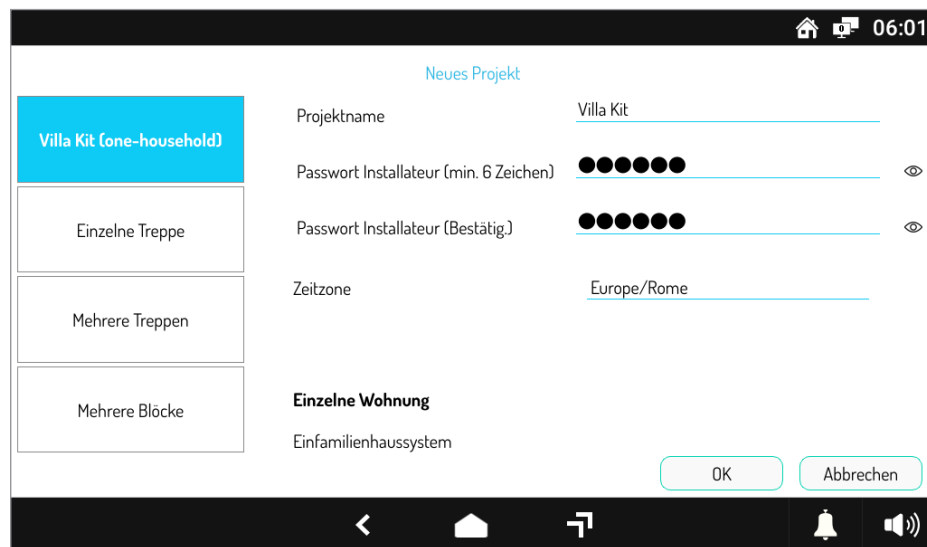 0
06:01
Neues Projekt
Villa Kit (one-household)
Einzelne Treppe
Mehrere Treppen
Mehrere Blöcke
Projektname
Villa Kit
Passwort Installateur (min. 6 Zeichen)
●●●●●●
Passwort Installateur (Bestätig.)
●●●●●●
Zeitzone
Europe/Rome
Einzelne Wohnung
Einfamilienhaussystem
OK
Abbrechen